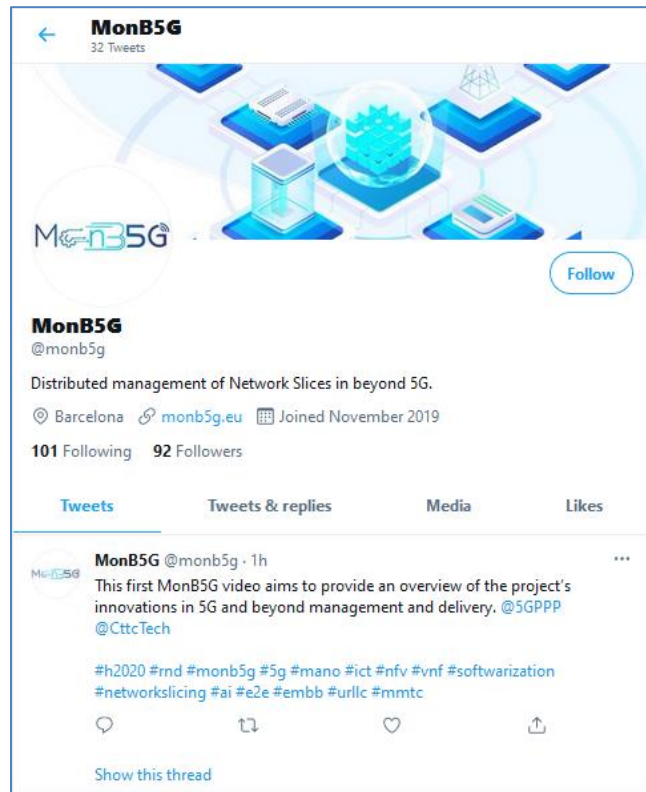 MonB5G
32 Tweets
MonB5G
Follow
MonB5G
@monb5g
Distributed management of Network Slices in beyond 5G.
Barcelona monb5g.eu Joined November 2019
101 Following 92 Followers
Tweets Tweets & replies Media Likes
MonB5G
MonB5G @monb5g · 1h
This first MonB5G video aims to provide an overview of the project's
innovations in 5G and beyond management and delivery. @5GPPP
@CttcTech
#h2020 #rnd #monb5g #5g #mano #ict #nfv #vnf #softwarization
#networkslicing #ai #e2e #embb #urllc #mmtc
Show this thread